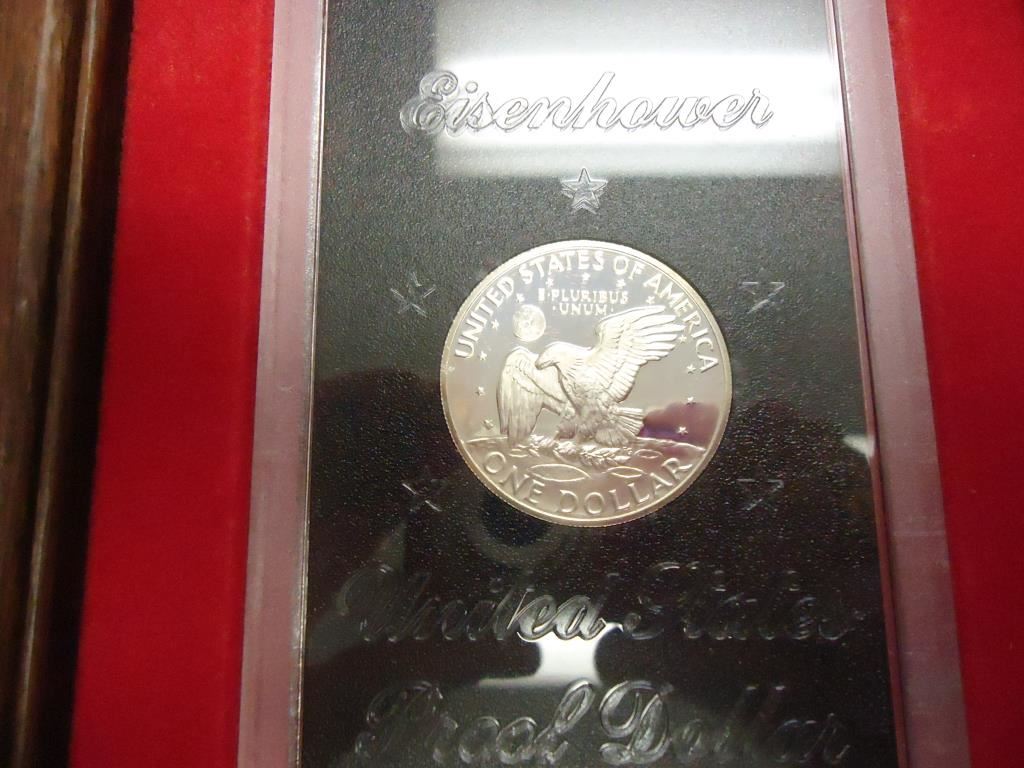 Eisenhower
UNITED STATES OF AMERICA
E·PLURIBUS
·UNUM·
ONE DOLLAR
United States
Proof Dollar